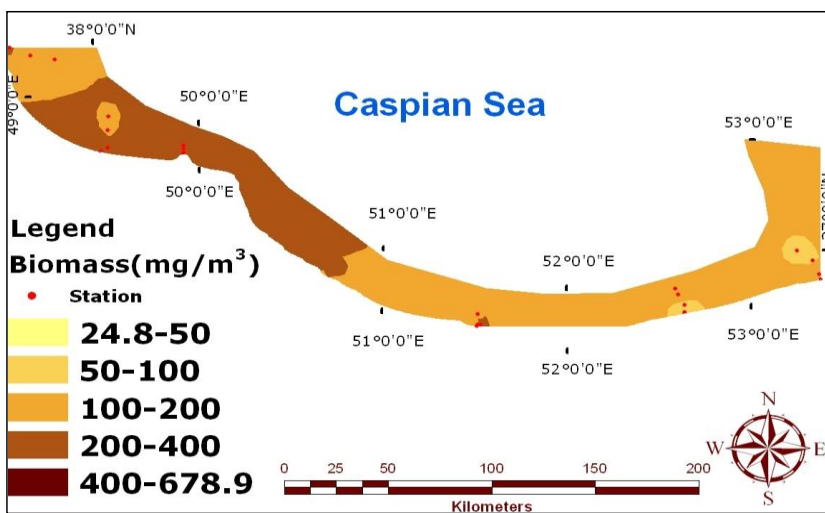 38°0'0"N
49°0'0"E
50°0'0"E
Caspian Sea
53°0'0"E
50°0'0"E
51°0'0"E
52°0'0"E
51°0'0"E
52°0'0"E
53°0'0"E
Legend
Biomass(mg/m³)
Station
24.8-50
50-100
100-200
200-400
400-678.9
0 25 50 100 150 200
Kilometers
N
W E
S